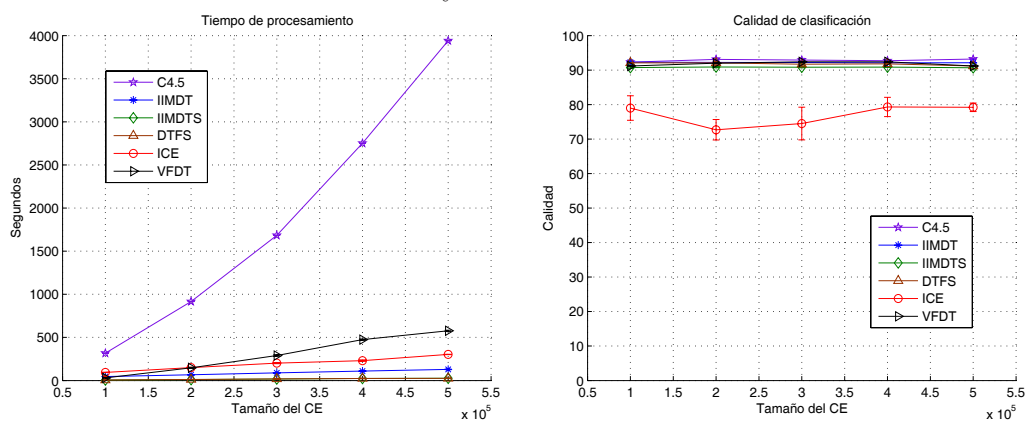 Tiempo de procesamiento
4000
3500
3000
2500
2000
1500
1000
500
0
Segundos
C4.5
IIMDT
IIMDTS
DTFS
ICE
VFDT
0.5 1 1.5 2 2.5 3 3.5 4 4.5 5 5.5
Tamaño del CE
x 10^5
Calidad de clasificación
100
90
80
70
60
50
40
30
20
10
0
Calidad
C4.5
IIMDT
IIMDTS
DTFS
ICE
VFDT
0.5 1 1.5 2 2.5 3 3.5 4 4.5 5 5.5
Tamaño del CE
x 10^5